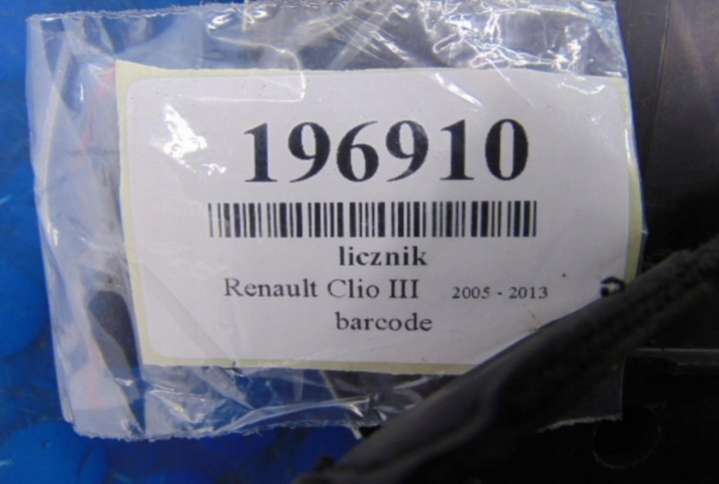 196910
licznik
Renault Clio III 2005 - 2013
barcode